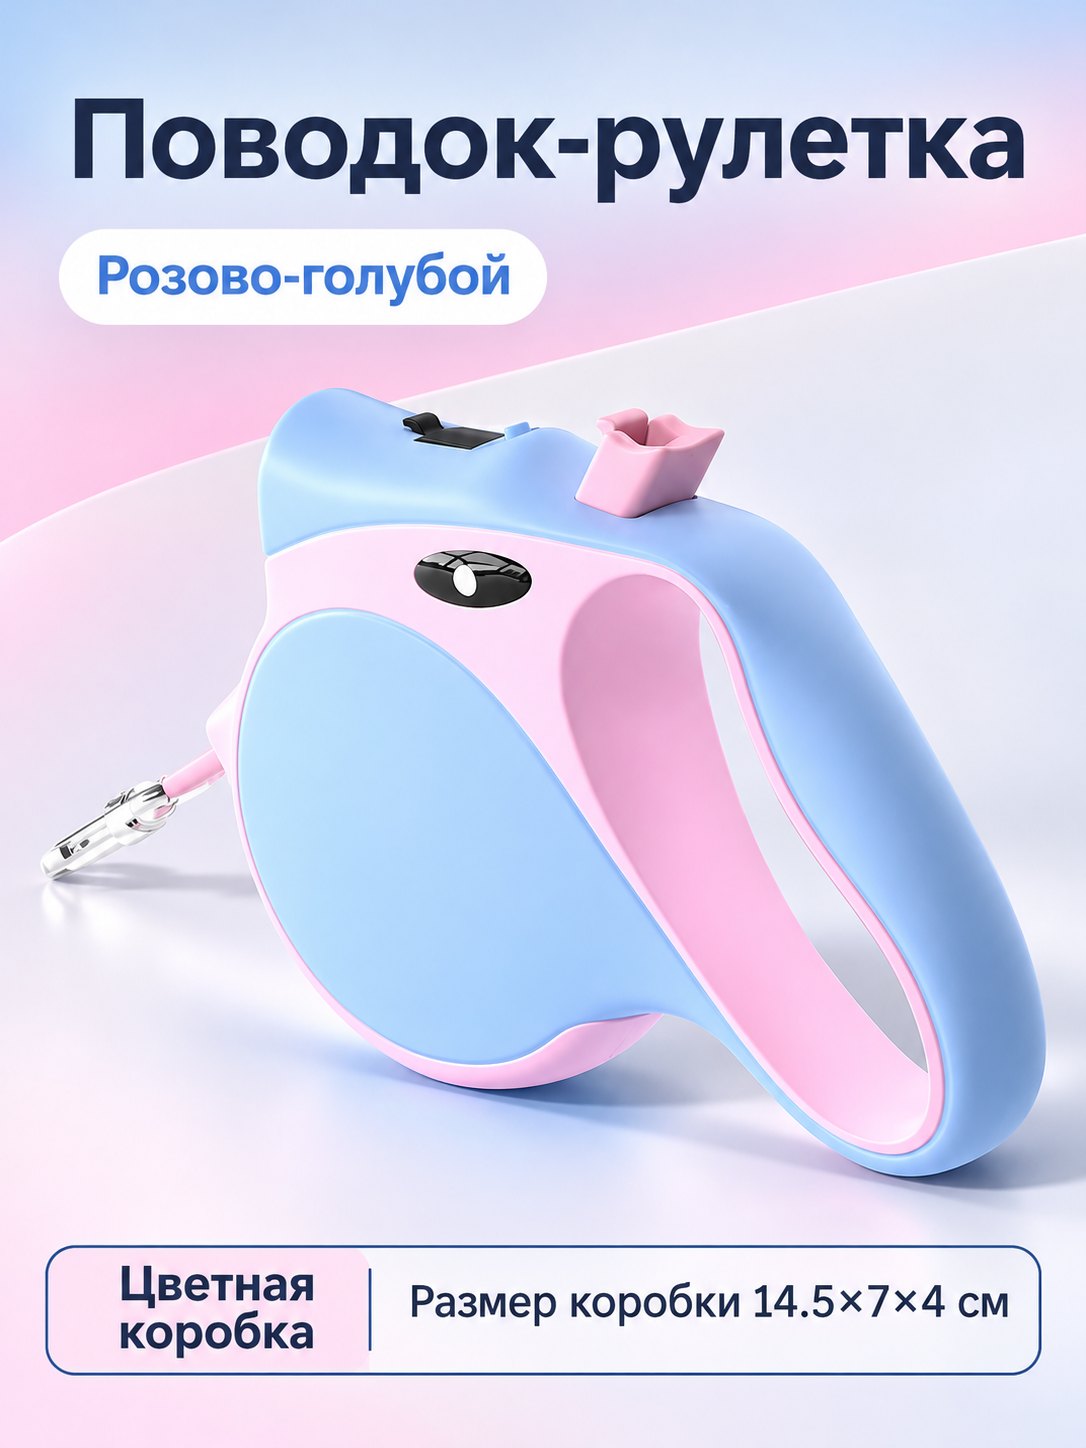 Поводок-рулетка
Розово-голубой
Цветная
коробка
Размер коробки 14.5×7×4 см